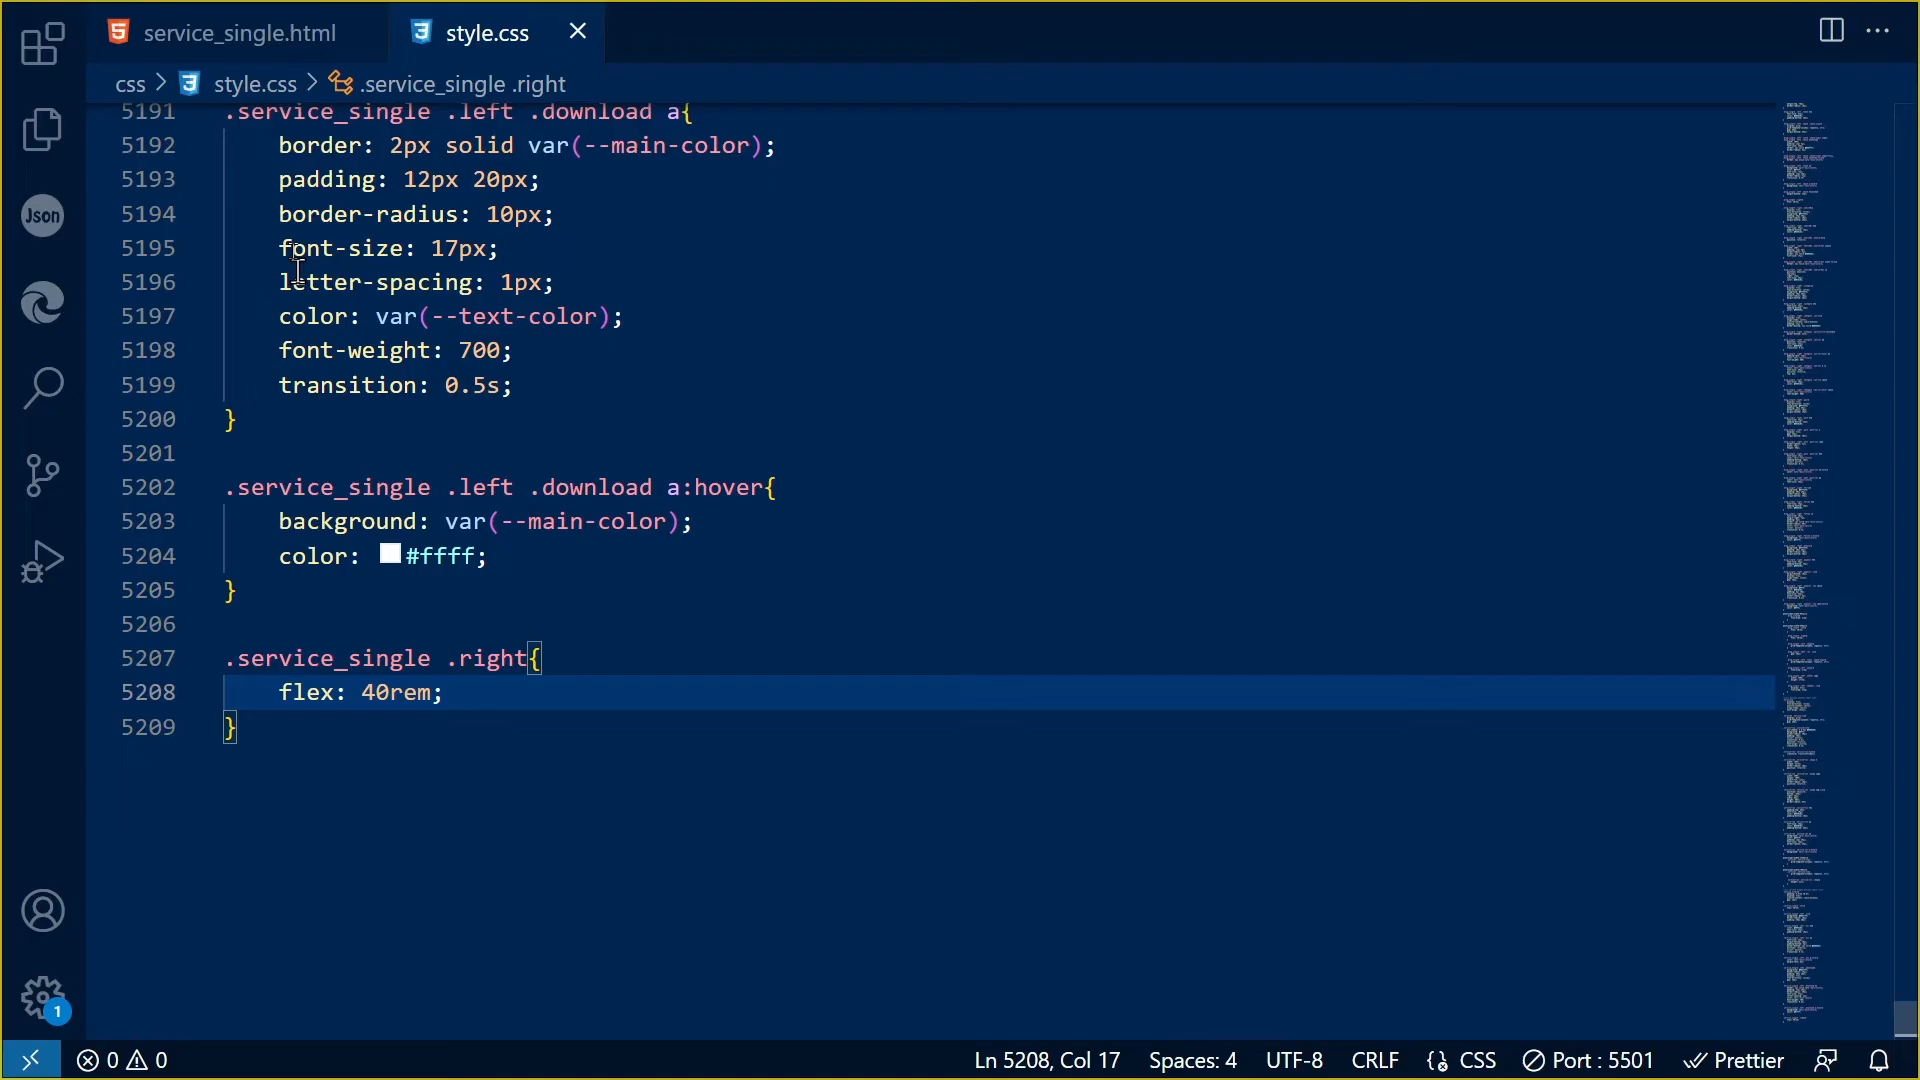 service_single.html
style.css
css > style.css > .service_single .right
5191 .service_single .left .download a{
5192 border: 2px solid var(--main-color);
5193 padding: 12px 20px;
5194 border-radius: 10px;
5195 font-size: 17px;
5196 letter-spacing: 1px;
5197 color: var(--text-color);
5198 font-weight: 700;
5199 transition: 0.5s;
5200 }
5201
5202 .service_single .left .download a:hover{
5203 background: var(--main-color);
5204 color: #ffff;
5205 }
5206
5207 .service_single .right{
5208 flex: 40rem;
5209 }
Json
1
0 0
Ln 5208, Col 17
Spaces: 4
UTF-8
CRLF
CSS
Port : 5501
Prettier